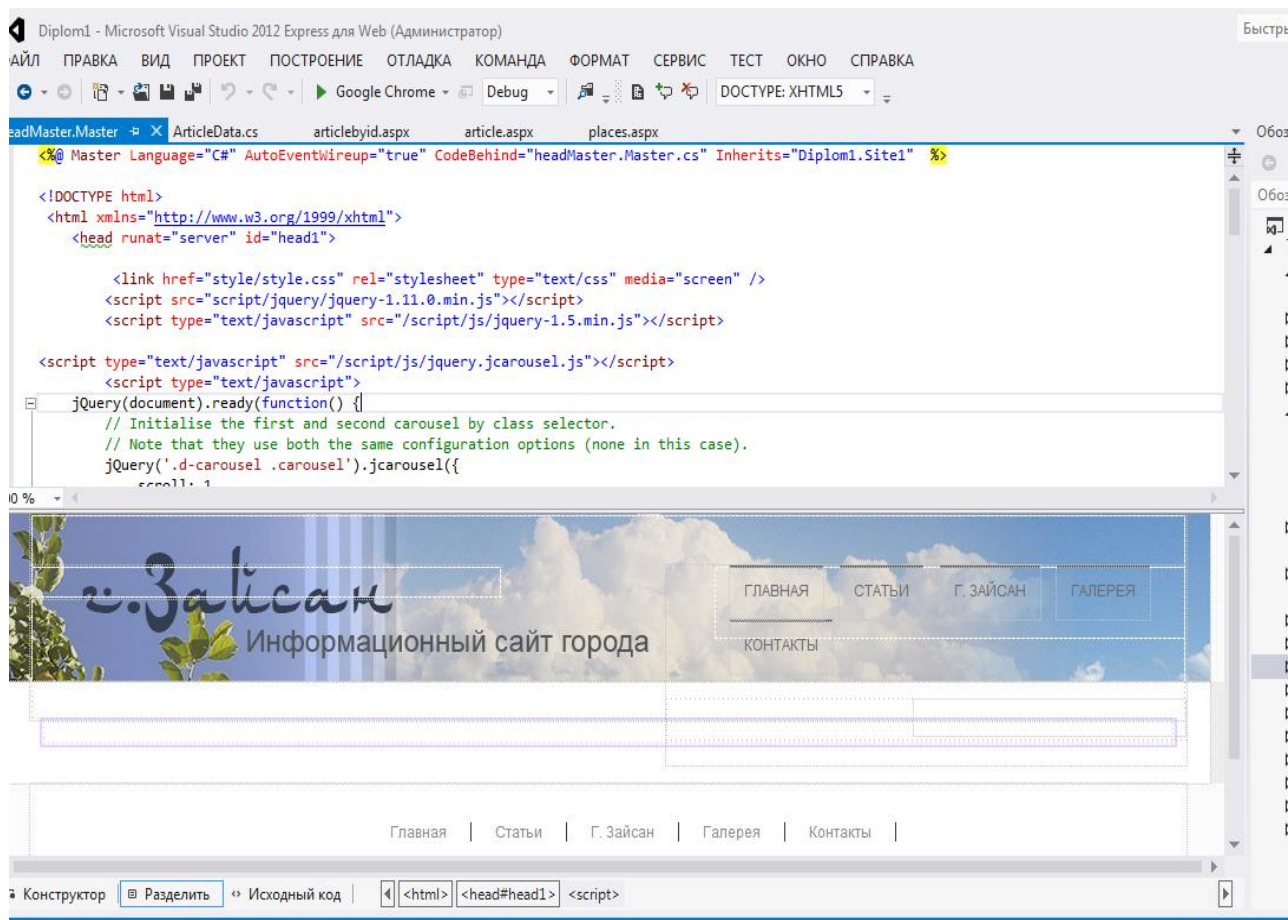 Diplom1 - Microsoft Visual Studio 2012 Express для Web (Администратор)
Быстры
АЙЛ ПРАВКА ВИД ПРОЕКТ ПОСТРОЕНИЕ ОТЛАДКА КОМАНДА ФОРМАТ СЕРВИС ТЕСТ ОКНО СПРАВКА
Google Chrome Debug DOCTYPE: XHTML5
eadMaster.Master ArticleData.cs articlebyid.aspx article.aspx places.aspx
Обоз
<%@ Master Language="C#" AutoEventWireup="true" CodeBehind="headMaster.Master.cs" Inherits="Diplom1.Site1" %>
Обоз
<!DOCTYPE html>
<html xmlns="http://www.w3.org/1999/xhtml">
<head runat="server" id="head1">
<link href="style/style.css" rel="stylesheet" type="text/css" media="screen" />
<script src="script/jquery/jquery-1.11.0.min.js"></script>
<script type="text/javascript" src="/script/js/jquery-1.5.min.js"></script>
<script type="text/javascript" src="/script/js/jquery.jcarousel.js"></script>
<script type="text/javascript">
jQuery(document).ready(function() {
// Initialise the first and second carousel by class selector.
// Note that they use both the same configuration options (none in this case).
jQuery('.d-carousel .carousel').jcarousel({
scroll: 1
00 %
г.Зайсан
Информационный сайт города
ГЛАВНАЯ СТАТЬИ Г. ЗАЙСАН ГАЛЕРЕЯ
КОНТАКТЫ
Главная | Статьи | Г. Зайсан | Галерея | Контакты |
Конструктор Разделить Исходный код <html> <head#head1> <script>